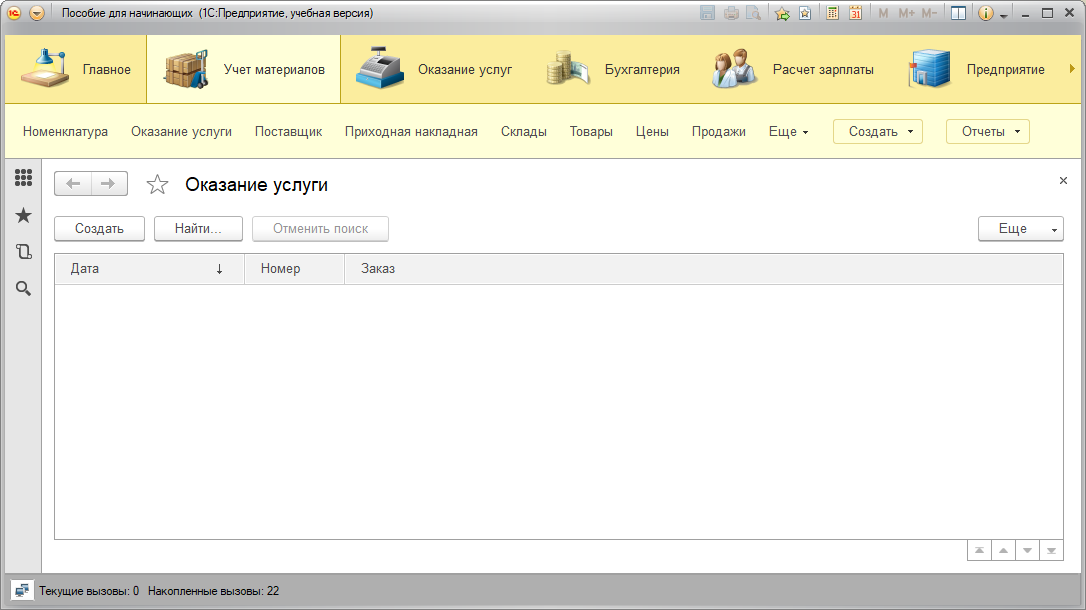 Пособие для начинающих (1С:Предприятие, учебная версия) 31 M M+ M- i
Главное Учет материалов Оказание услуг Бухгалтерия Расчет зарплаты Предприятие
Номенклатура Оказание услуги Поставщик Приходная накладная Склады Товары Цены Продажи Еще Создать Отчеты
Оказание услуги
Создать Найти... Отменить поиск Еще
Дата Номер Заказ
Текущие вызовы: 0 Накопленные вызовы: 22